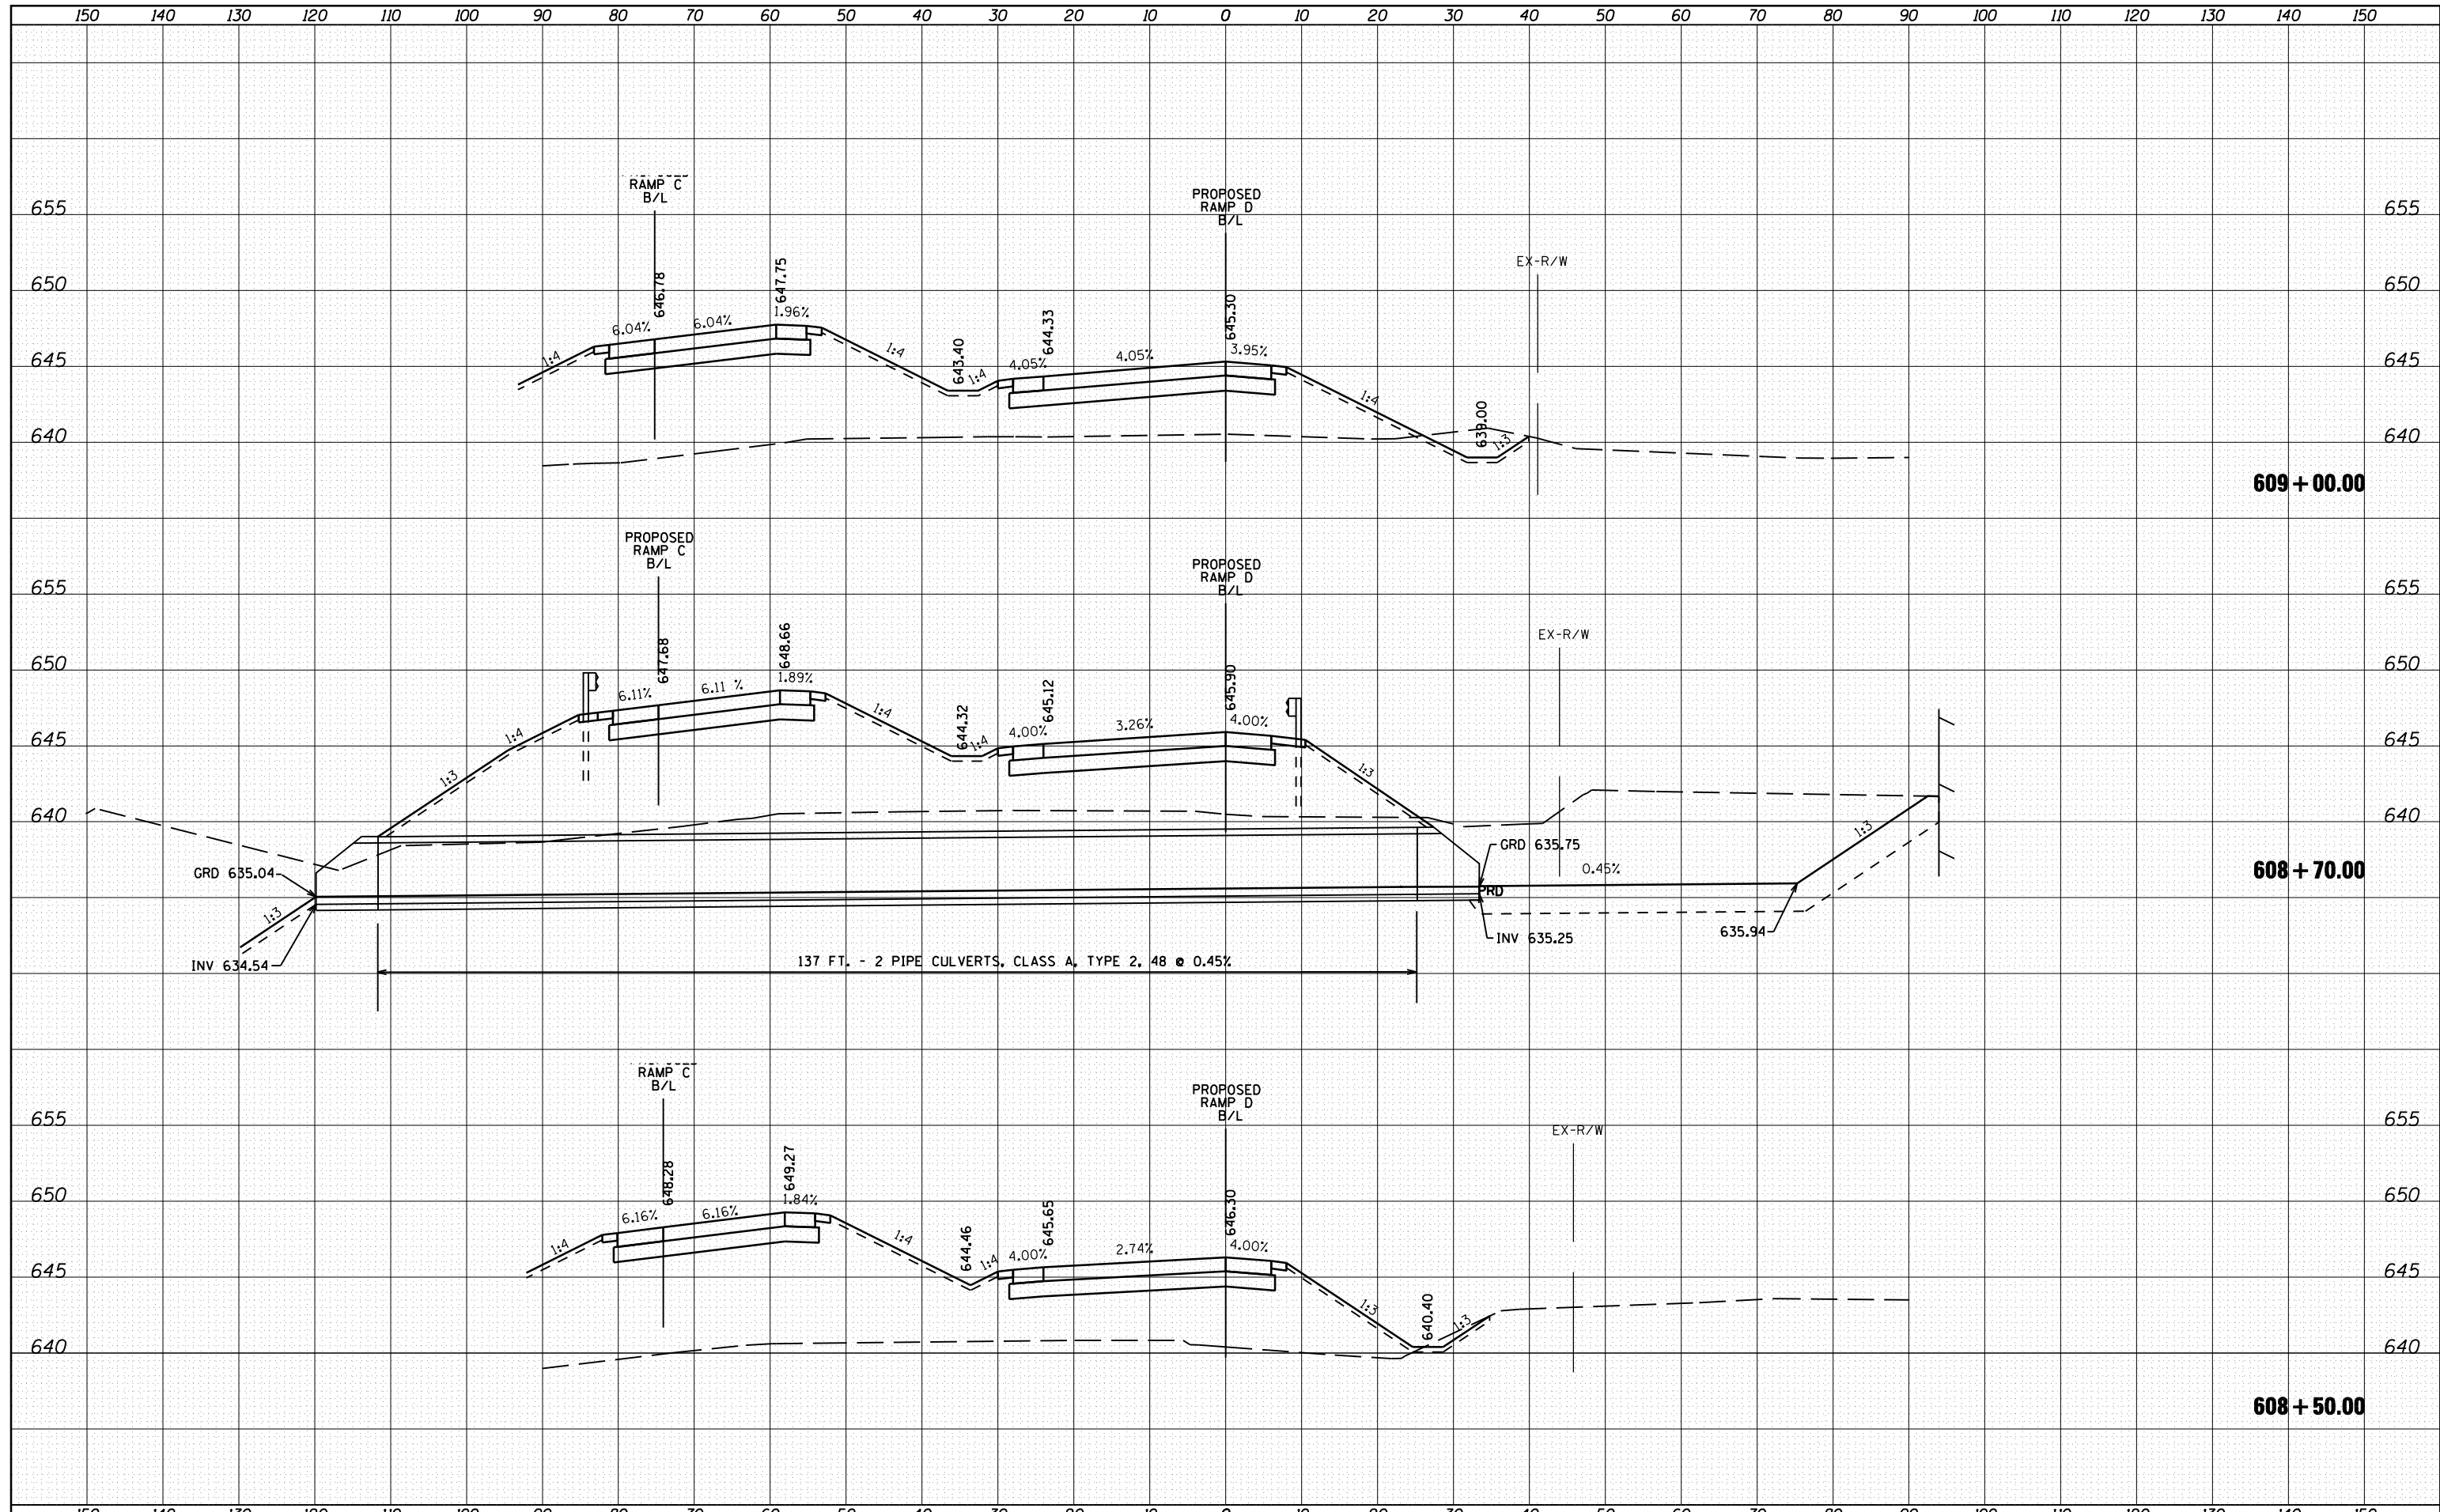 150 140 130 120 110 100 90 80 70 60 50 40 30 20 10 0 10 20 30 40 50 60 70 80 90 100 110 120 130 140 150
RAMP C
B/L
PROPOSED
RAMP D
B/L
655 655
EX-R/W
650 650
646.78
647.75
645.30
644.33
643.40
1:4
6.04%
6.04%
1.96%
1:4
1:4
4.05%
4.05%
3.95%
1:4
645 645
639.00
1:3
640 640
609+00.00
PROPOSED
RAMP C
B/L
PROPOSED
RAMP D
B/L
655 655
EX-R/W
650 650
647.68
648.66
645.90
645.12
644.32
1:3
1:4
6.11%
6.11 %
1.89%
1:4
1:4
4.00%
3.26%
4.00%
1:3
645 645
640 640
GRD 635.04
GRD 635.75
1:3
0.45%
1:3
PRD
608+70.00
INV 634.54
INV 635.25
635.94
137 FT. - 2 PIPE CULVERTS, CLASS A, TYPE 2, 48 @ 0.45%
RAMP C
B/L
PROPOSED
RAMP D
B/L
655 655
EX-R/W
650 650
648.28
649.27
646.30
645.65
644.46
1:4
6.16%
6.16%
1.84%
1:4
1:4
4.00%
2.74%
4.00%
1:3
645 645
640.40
1:3
640 640
608+50.00